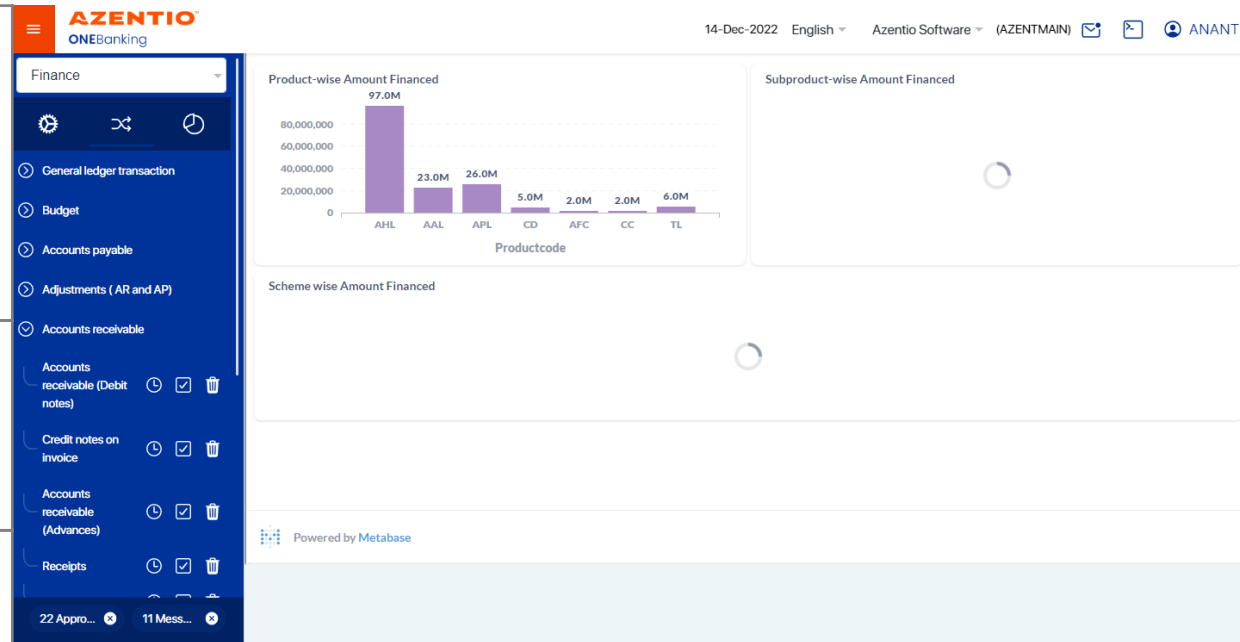 AZENTIO™
ONEBanking
14-Dec-2022 English Azentio Software (AZENTMAIN) ANANT
Finance
General ledger transaction
Budget
Accounts payable
Adjustments ( AR and AP)
Accounts receivable
Accounts
receivable (Debit
notes)
Credit notes on
invoice
Accounts
receivable
(Advances)
Receipts
22 Appro...
11 Mess...
Product-wise Amount Financed
97.0M
80,000,000
60,000,000
40,000,000
20,000,000
0
23.0M
26.0M
5.0M
2.0M
2.0M
6.0M
AHL AAL APL CD AFC CC TL
Productcode
Subproduct-wise Amount Financed
Scheme wise Amount Financed
Powered by Metabase